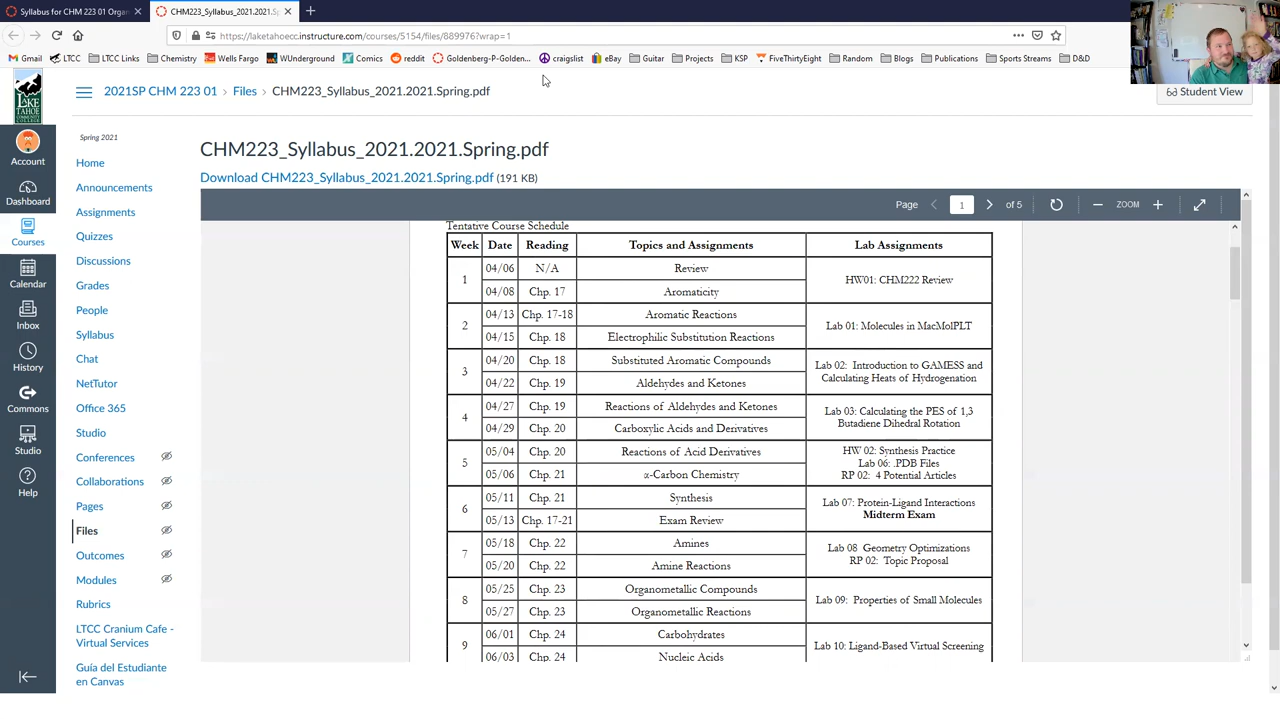 Syllabus for CHM 223 01 Organ
CHM223_Syllabus_2021.2021.Sp
https://laketahoecc.instructure.com/courses/5154/files/889976?wrap=1
Gmail LTCC LTCC Libraries Chemistry Wells Fargo WUnderground Comics reddit Goldenberg-P-Golden... craigslist eBay Guitar Projects KSP FiveThirtyEight Random Blogs Publications Sports Streams D&D
LAKE TAHOE
2021SP CHM 223 01 > Files > CHM223_Syllabus_2021.2021.Spring.pdf
Student View
Account
Dashboard
Courses
Calendar
Inbox
History
Commons
Studio
Help
Spring 2021
Home
Announcements
Assignments
Quizzes
Discussions
Grades
People
Syllabus
Chat
NetTutor
Office 365
Studio
Conferences
Collaborations
Pages
Files
Outcomes
Modules
Rubrics
LTCC Cranium Cafe -
Virtual Services
Guía del Estudiante
en Canvas
CHM223_Syllabus_2021.2021.Spring.pdf
Download CHM223_Syllabus_2021.2021.Spring.pdf (191 KB)
Page 1 of 5 ZOOM
Tentative Course Schedule
Week Date Reading Topics and Assignments Lab Assignments
1 04/06 N/A Review HW01: CHM222 Review
04/08 Chp. 17 Aromaticity
2 04/13 Chp. 17-18 Aromatic Reactions Lab 01: Molecules in MacMolPLT
04/15 Chp. 18 Electrophilic Substitution Reactions
3 04/20 Chp. 18 Substituted Aromatic Compounds Lab 02: Introduction to GAMESS and
04/22 Chp. 19 Aldehydes and Ketones Calculating Heats of Hydrogenation
4 04/27 Chp. 19 Reactions of Aldehydes and Ketones Lab 03: Calculating the PES of 1,3
04/29 Chp. 20 Carboxylic Acids and Derivatives Butadiene Dihedral Rotation
5 05/04 Chp. 20 Reactions of Acid Derivatives HW 02: Synthesis Practice
Lab 06: .PDB Files
05/06 Chp. 21 α-Carbon Chemistry RP 02: 4 Potential Articles
6 05/11 Chp. 21 Synthesis Lab 07: Protein-Ligand Interactions
05/13 Chp. 17-21 Exam Review Midterm Exam
7 05/18 Chp. 22 Amines Lab 08 Geometry Optimizations
05/20 Chp. 22 Amine Reactions RP 02: Topic Proposal
8 05/25 Chp. 23 Organometallic Compounds Lab 09: Properties of Small Molecules
05/27 Chp. 23 Organometallic Reactions
9 06/01 Chp. 24 Carbohydrates Lab 10: Ligand-Based Virtual Screening
06/03 Chp. 24 Nucleic Acids